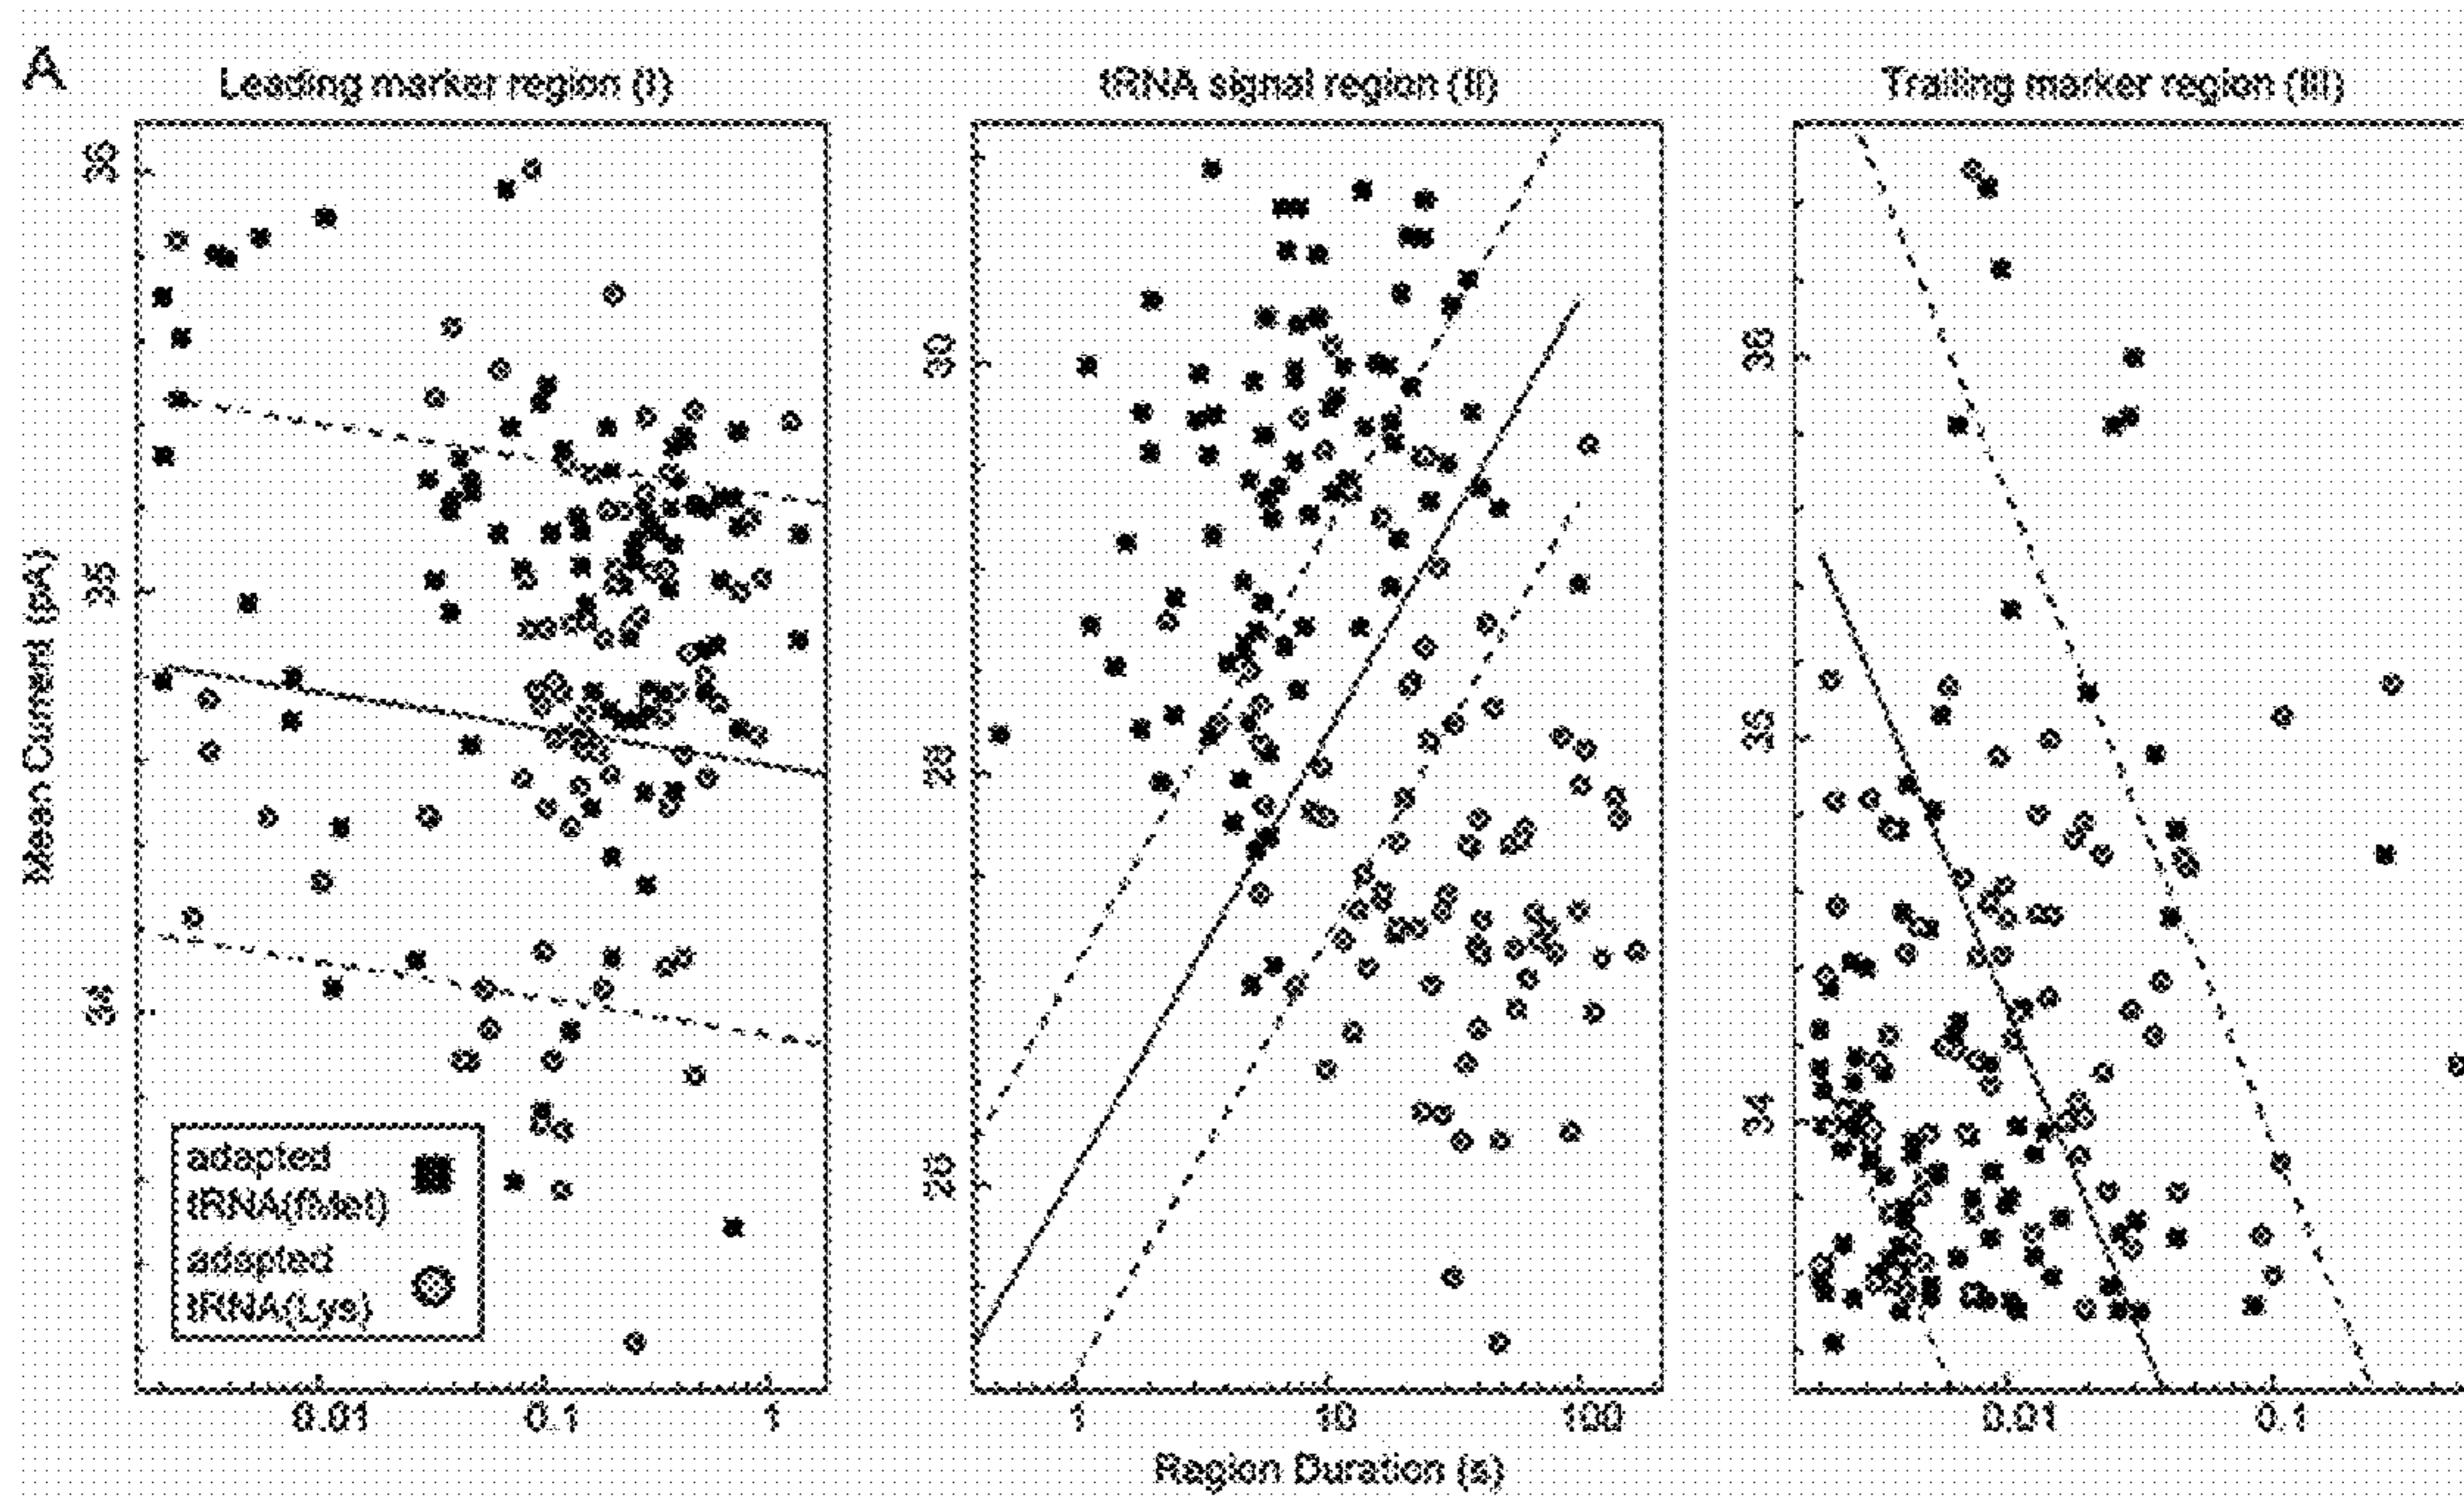 A
Leading marker region (I)
tRNA signal region (II)
Trailing marker region (III)
Mean Current (pA)
36
35
34
30
28
26
36
35
34
adapted
tRNA(fMet)
adapted
tRNA(Lys)
0.01
0.1
1
1
10
100
0.01
0.1
Region Duration (s)